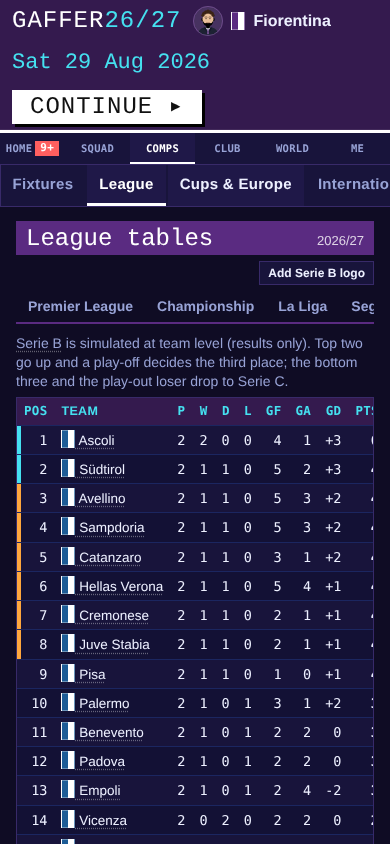 GAFFER26/27 Fiorentina
Sat 29 Aug 2026
CONTINUE ►
HOME 9+ SQUAD COMPS CLUB WORLD ME
Fixtures League Cups & Europe Internatio
League tables 2026/27
Add Serie B logo
Premier League Championship La Liga Seg
Serie B is simulated at team level (results only). Top two
go up and a play-off decides the third place; the bottom
three and the play-out loser drop to Serie C.
POS TEAM P W D L GF GA GD PTS
1 Ascoli 2 2 0 0 4 1 +3
2 Südtirol 2 1 1 0 5 2 +3
3 Avellino 2 1 1 0 5 3 +2
4 Sampdoria 2 1 1 0 5 3 +2
5 Catanzaro 2 1 1 0 3 1 +2
6 Hellas Verona 2 1 1 0 5 4 +1
7 Cremonese 2 1 1 0 2 1 +1
8 Juve Stabia 2 1 1 0 2 1 +1
9 Pisa 2 1 1 0 1 0 +1
10 Palermo 2 1 0 1 3 1 +2
11 Benevento 2 1 0 1 2 2 0
12 Padova 2 1 0 1 2 2 0
13 Empoli 2 1 0 1 2 4 -2
14 Vicenza 2 0 2 0 2 2 0